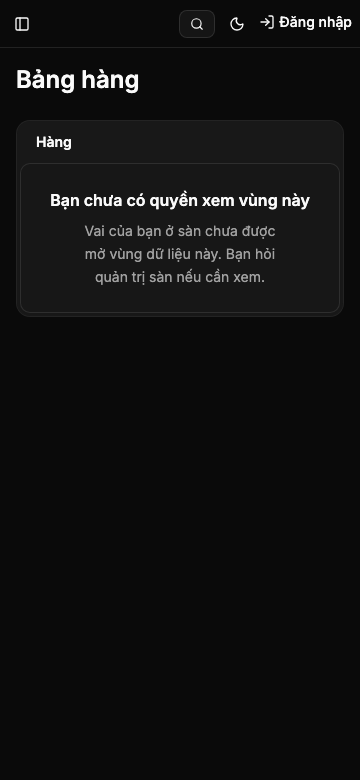 Đăng nhập
Bảng hàng
Hàng
Bạn chưa có quyền xem vùng này
Vai của bạn ở sàn chưa được
mở vùng dữ liệu này. Bạn hỏi
quản trị sàn nếu cần xem.